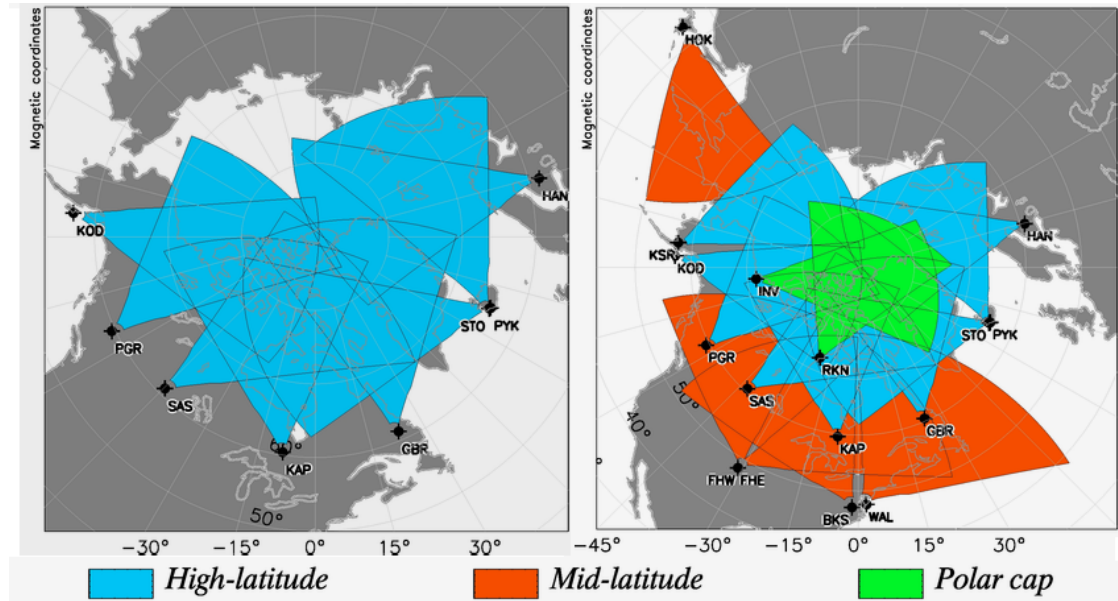 Magnetic coordinates
HAN
KOD
STO PYK
PGR
SAS
GBR
60°
KAP
50°
-30° -15° 0° 15° 30°
Magnetic coordinates
HOK
HAN
KSR
KOD
INV
STO PYK
PGR
RKN
SAS
50°
40°
GBR
KAP
FHW FHE
BKS WAL
-45° -30° -15° 0° 15° 30°
High-latitude Mid-latitude Polar cap